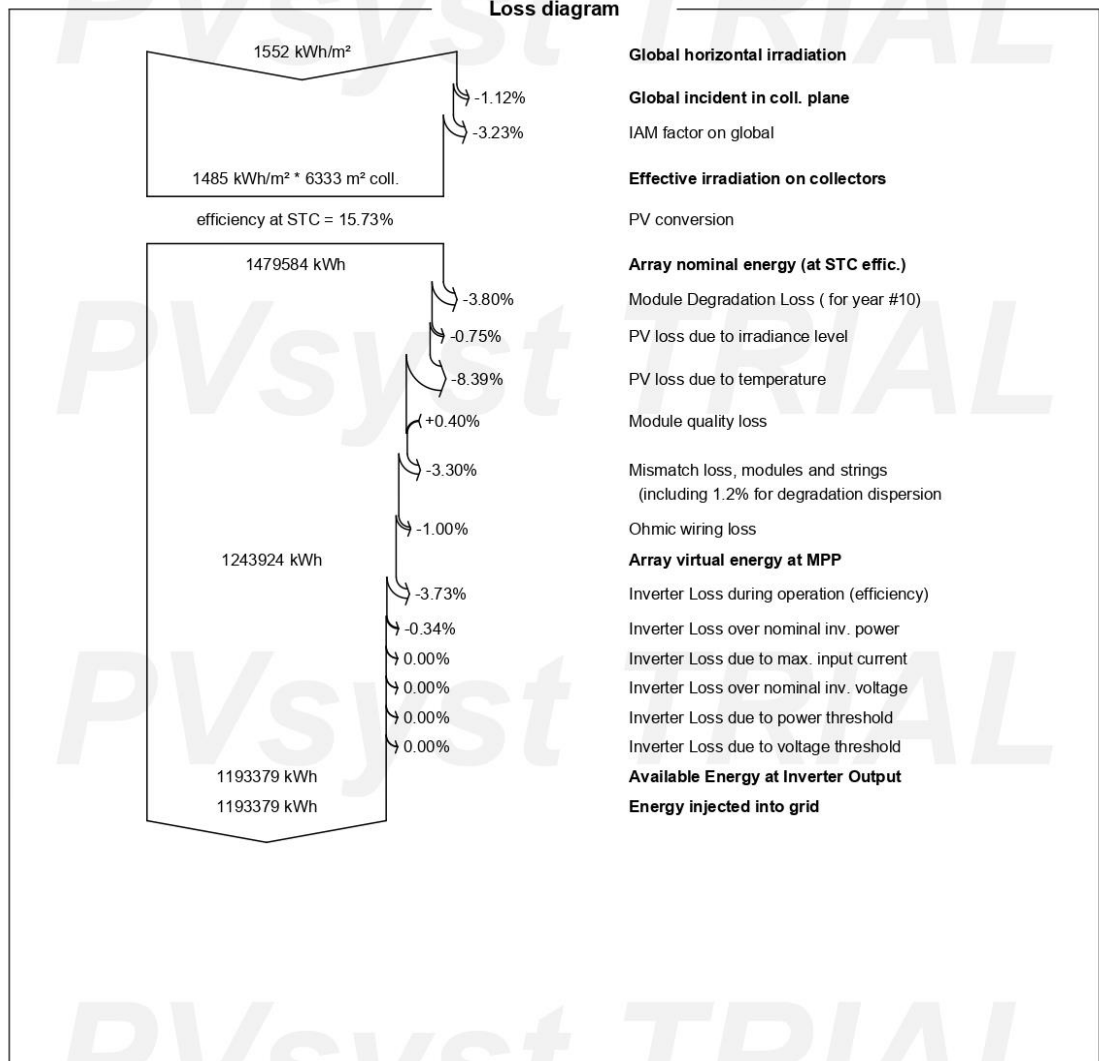 Loss diagram
1552 kWh/m²
Global horizontal irradiation
-1.12%
Global incident in coll. plane
-3.23%
IAM factor on global
1485 kWh/m² * 6333 m² coll.
Effective irradiation on collectors
efficiency at STC = 15.73%
PV conversion
1479584 kWh
Array nominal energy (at STC effic.)
-3.80%
Module Degradation Loss ( for year #10)
-0.75%
PV loss due to irradiance level
-8.39%
PV loss due to temperature
+0.40%
Module quality loss
-3.30%
Mismatch loss, modules and strings
(including 1.2% for degradation dispersion
-1.00%
Ohmic wiring loss
1243924 kWh
Array virtual energy at MPP
-3.73%
Inverter Loss during operation (efficiency)
-0.34%
Inverter Loss over nominal inv. power
0.00%
Inverter Loss due to max. input current
0.00%
Inverter Loss over nominal inv. voltage
0.00%
Inverter Loss due to power threshold
0.00%
Inverter Loss due to voltage threshold
1193379 kWh
Available Energy at Inverter Output
1193379 kWh
Energy injected into grid
PVsyst TRIAL
PVsyst TRIAL
PVsyst TRIAL
PVsyst TRIAL